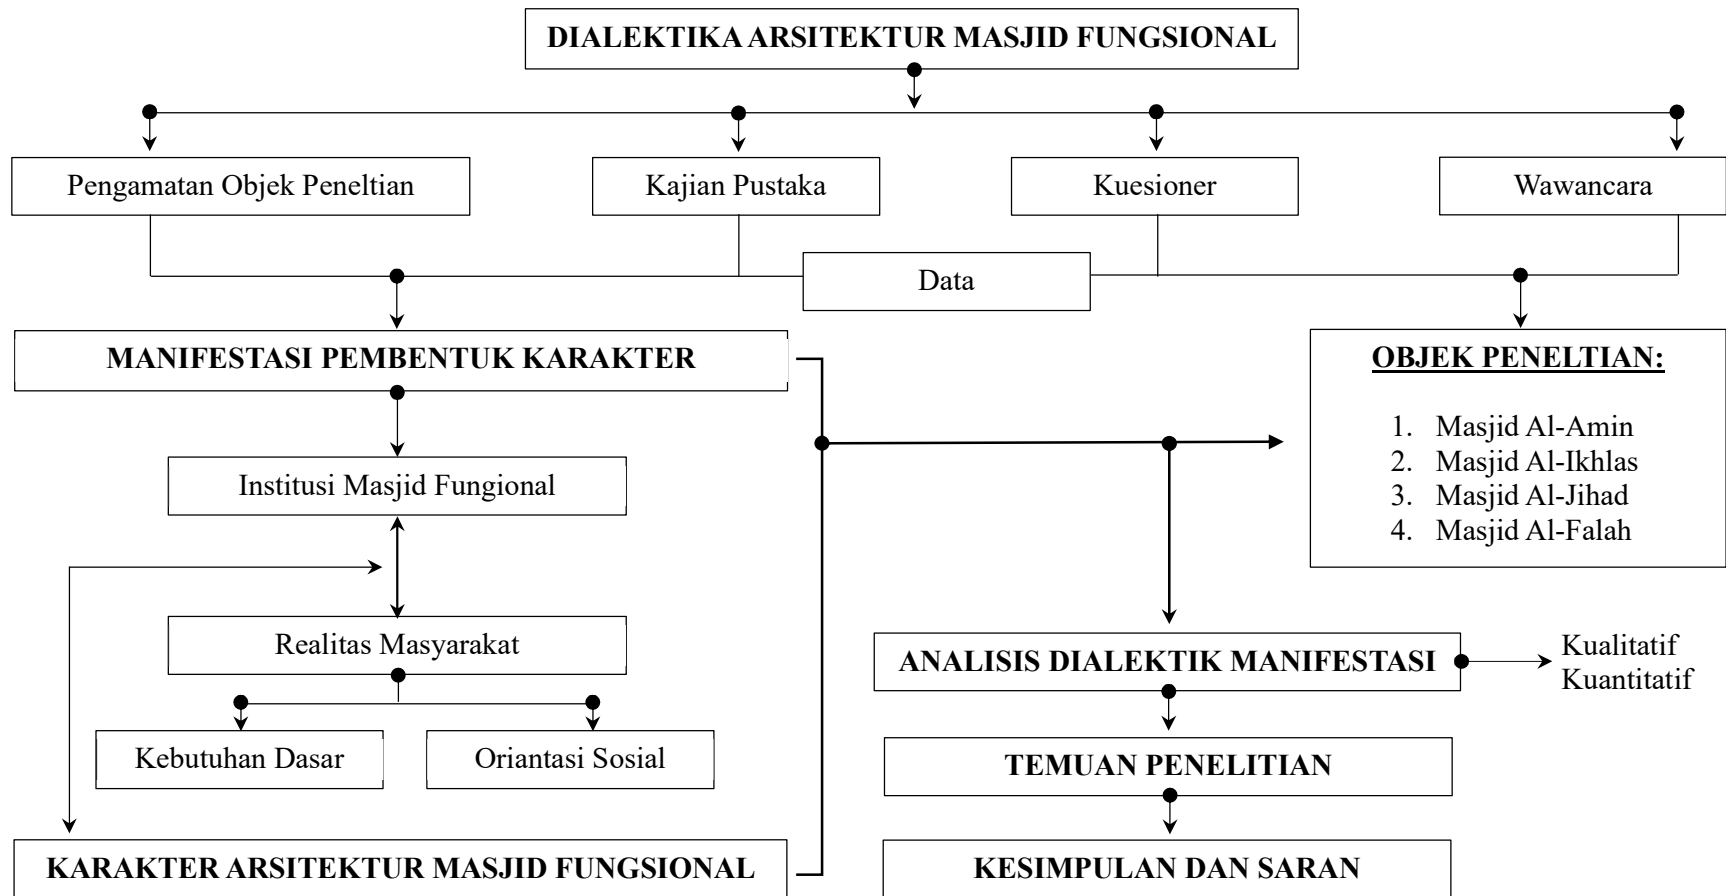 DIALEKTIKA ARSITEKTUR MASJID FUNGSIONAL
Pengamatan Objek Peneltian
Kajian Pustaka
Kuesioner
Wawancara
Data
MANIFESTASI PEMBENTUK KARAKTER
OBJEK PENELTIAN:
1. Masjid Al-Amin
2. Masjid Al-Ikhlas
3. Masjid Al-Jihad
4. Masjid Al-Falah
Institusi Masjid Fungional
Realitas Masyarakat
Kebutuhan Dasar
Oriantasi Sosial
KARAKTER ARSITEKTUR MASJID FUNGSIONAL
ANALISIS DIALEKTIK MANIFESTASI
Kualitatif
Kuantitatif
TEMUAN PENELITIAN
KESIMPULAN DAN SARAN